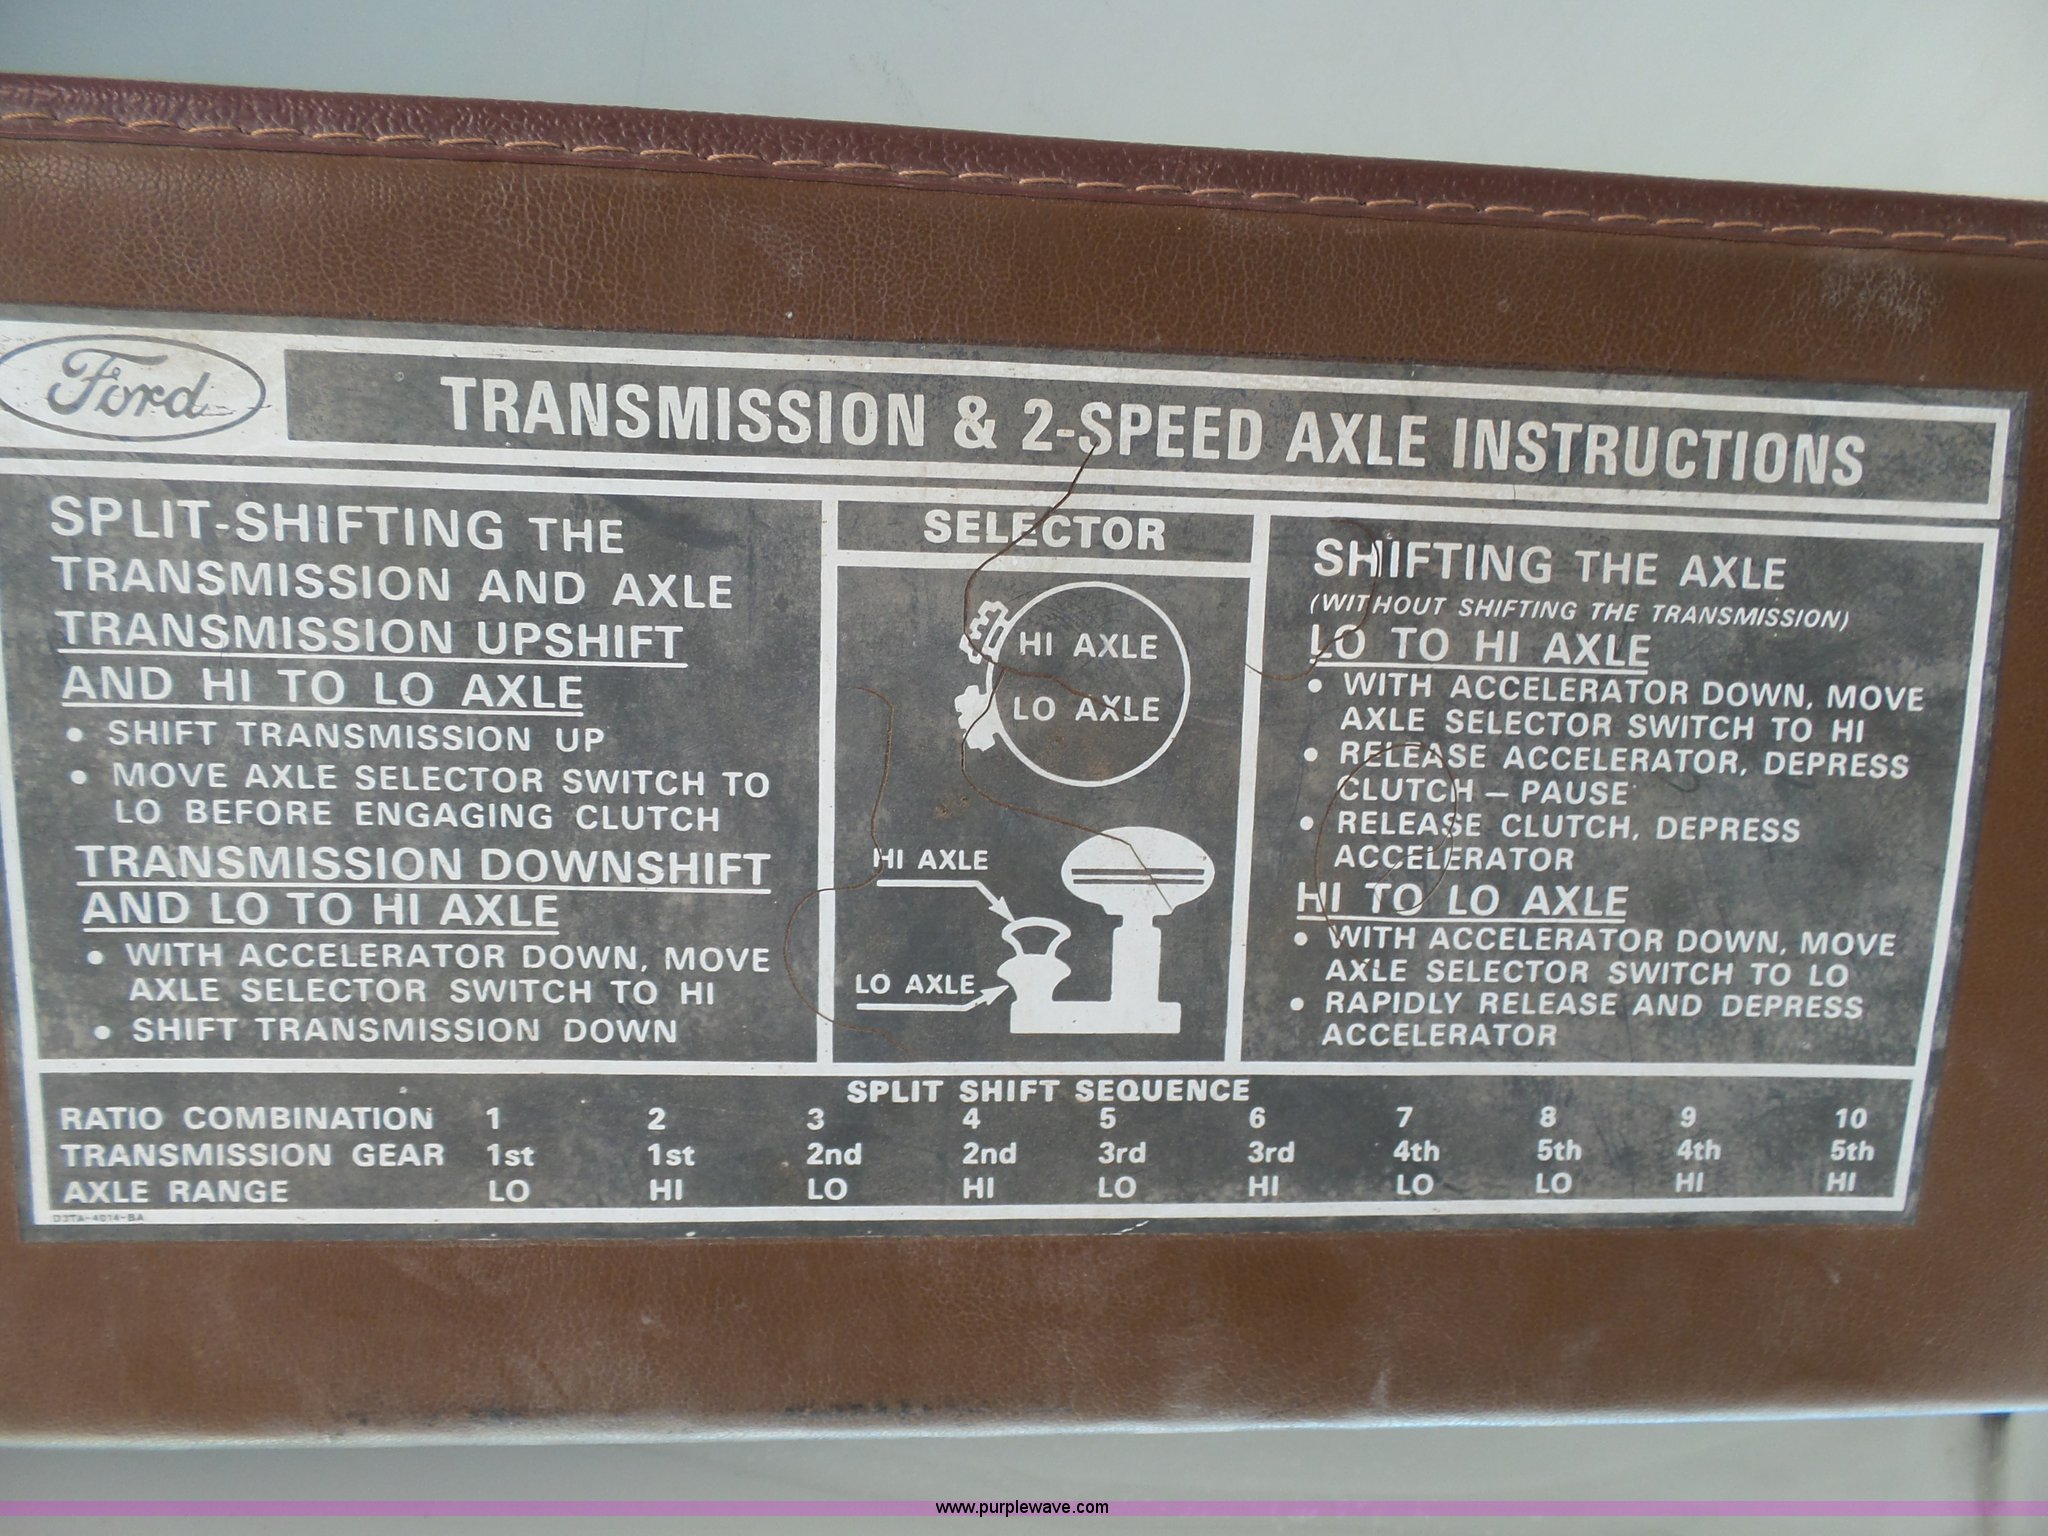 Ford
TRANSMISSION & 2-SPEED AXLE INSTRUCTIONS
SPLIT-SHIFTING THE
TRANSMISSION AND AXLE
TRANSMISSION UPSHIFT
AND HI TO LO AXLE
• SHIFT TRANSMISSION UP
• MOVE AXLE SELECTOR SWITCH TO
LO BEFORE ENGAGING CLUTCH
TRANSMISSION DOWNSHIFT
AND LO TO HI AXLE
• WITH ACCELERATOR DOWN, MOVE
AXLE SELECTOR SWITCH TO HI
• SHIFT TRANSMISSION DOWN
SELECTOR
HI AXLE
LO AXLE
HI AXLE
LO AXLE
SHIFTING THE AXLE
(WITHOUT SHIFTING THE TRANSMISSION)
LO TO HI AXLE
• WITH ACCELERATOR DOWN, MOVE
AXLE SELECTOR SWITCH TO HI
• RELEASE ACCELERATOR, DEPRESS
CLUTCH – PAUSE
• RELEASE CLUTCH, DEPRESS
ACCELERATOR
HI TO LO AXLE
• WITH ACCELERATOR DOWN, MOVE
AXLE SELECTOR SWITCH TO LO
• RAPIDLY RELEASE AND DEPRESS
ACCELERATOR
SPLIT SHIFT SEQUENCE
RATIO COMBINATION 1 2 3 4 5 6 7 8 9 10
TRANSMISSION GEAR 1st 1st 2nd 2nd 3rd 3rd 4th 5th 4th 5th
AXLE RANGE LO HI LO HI LO HI LO LO HI HI
D3TA-4014-BA
www.purplewave.com